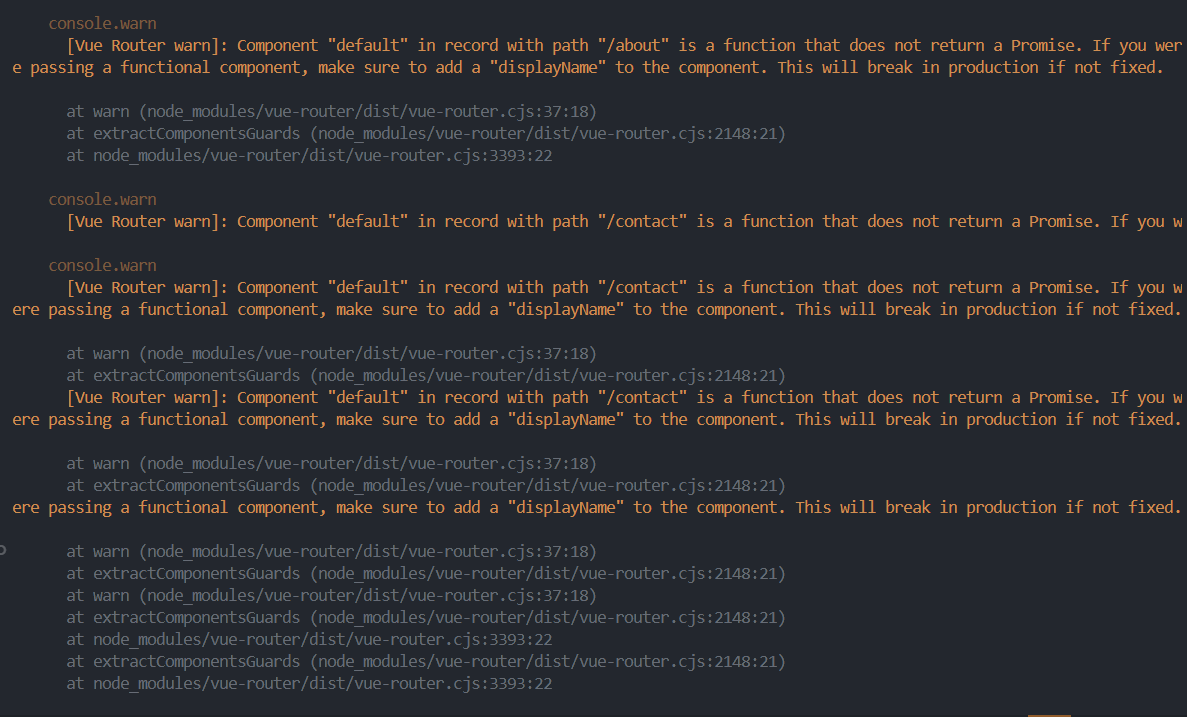 console.warn
[Vue Router warn]: Component "default" in record with path "/about" is a function that does not return a Promise. If you wer
e passing a functional component, make sure to add a "displayName" to the component. This will break in production if not fixed.
at warn (node_modules/vue-router/dist/vue-router.cjs:37:18)
at extractComponentsGuards (node_modules/vue-router/dist/vue-router.cjs:2148:21)
at node_modules/vue-router/dist/vue-router.cjs:3393:22
console.warn
[Vue Router warn]: Component "default" in record with path "/contact" is a function that does not return a Promise. If you w
console.warn
[Vue Router warn]: Component "default" in record with path "/contact" is a function that does not return a Promise. If you w
ere passing a functional component, make sure to add a "displayName" to the component. This will break in production if not fixed.
at warn (node_modules/vue-router/dist/vue-router.cjs:37:18)
at extractComponentsGuards (node_modules/vue-router/dist/vue-router.cjs:2148:21)
[Vue Router warn]: Component "default" in record with path "/contact" is a function that does not return a Promise. If you w
ere passing a functional component, make sure to add a "displayName" to the component. This will break in production if not fixed.
at warn (node_modules/vue-router/dist/vue-router.cjs:37:18)
at extractComponentsGuards (node_modules/vue-router/dist/vue-router.cjs:2148:21)
ere passing a functional component, make sure to add a "displayName" to the component. This will break in production if not fixed.
at warn (node_modules/vue-router/dist/vue-router.cjs:37:18)
at extractComponentsGuards (node_modules/vue-router/dist/vue-router.cjs:2148:21)
at warn (node_modules/vue-router/dist/vue-router.cjs:37:18)
at extractComponentsGuards (node_modules/vue-router/dist/vue-router.cjs:2148:21)
at node_modules/vue-router/dist/vue-router.cjs:3393:22
at extractComponentsGuards (node_modules/vue-router/dist/vue-router.cjs:2148:21)
at node_modules/vue-router/dist/vue-router.cjs:3393:22